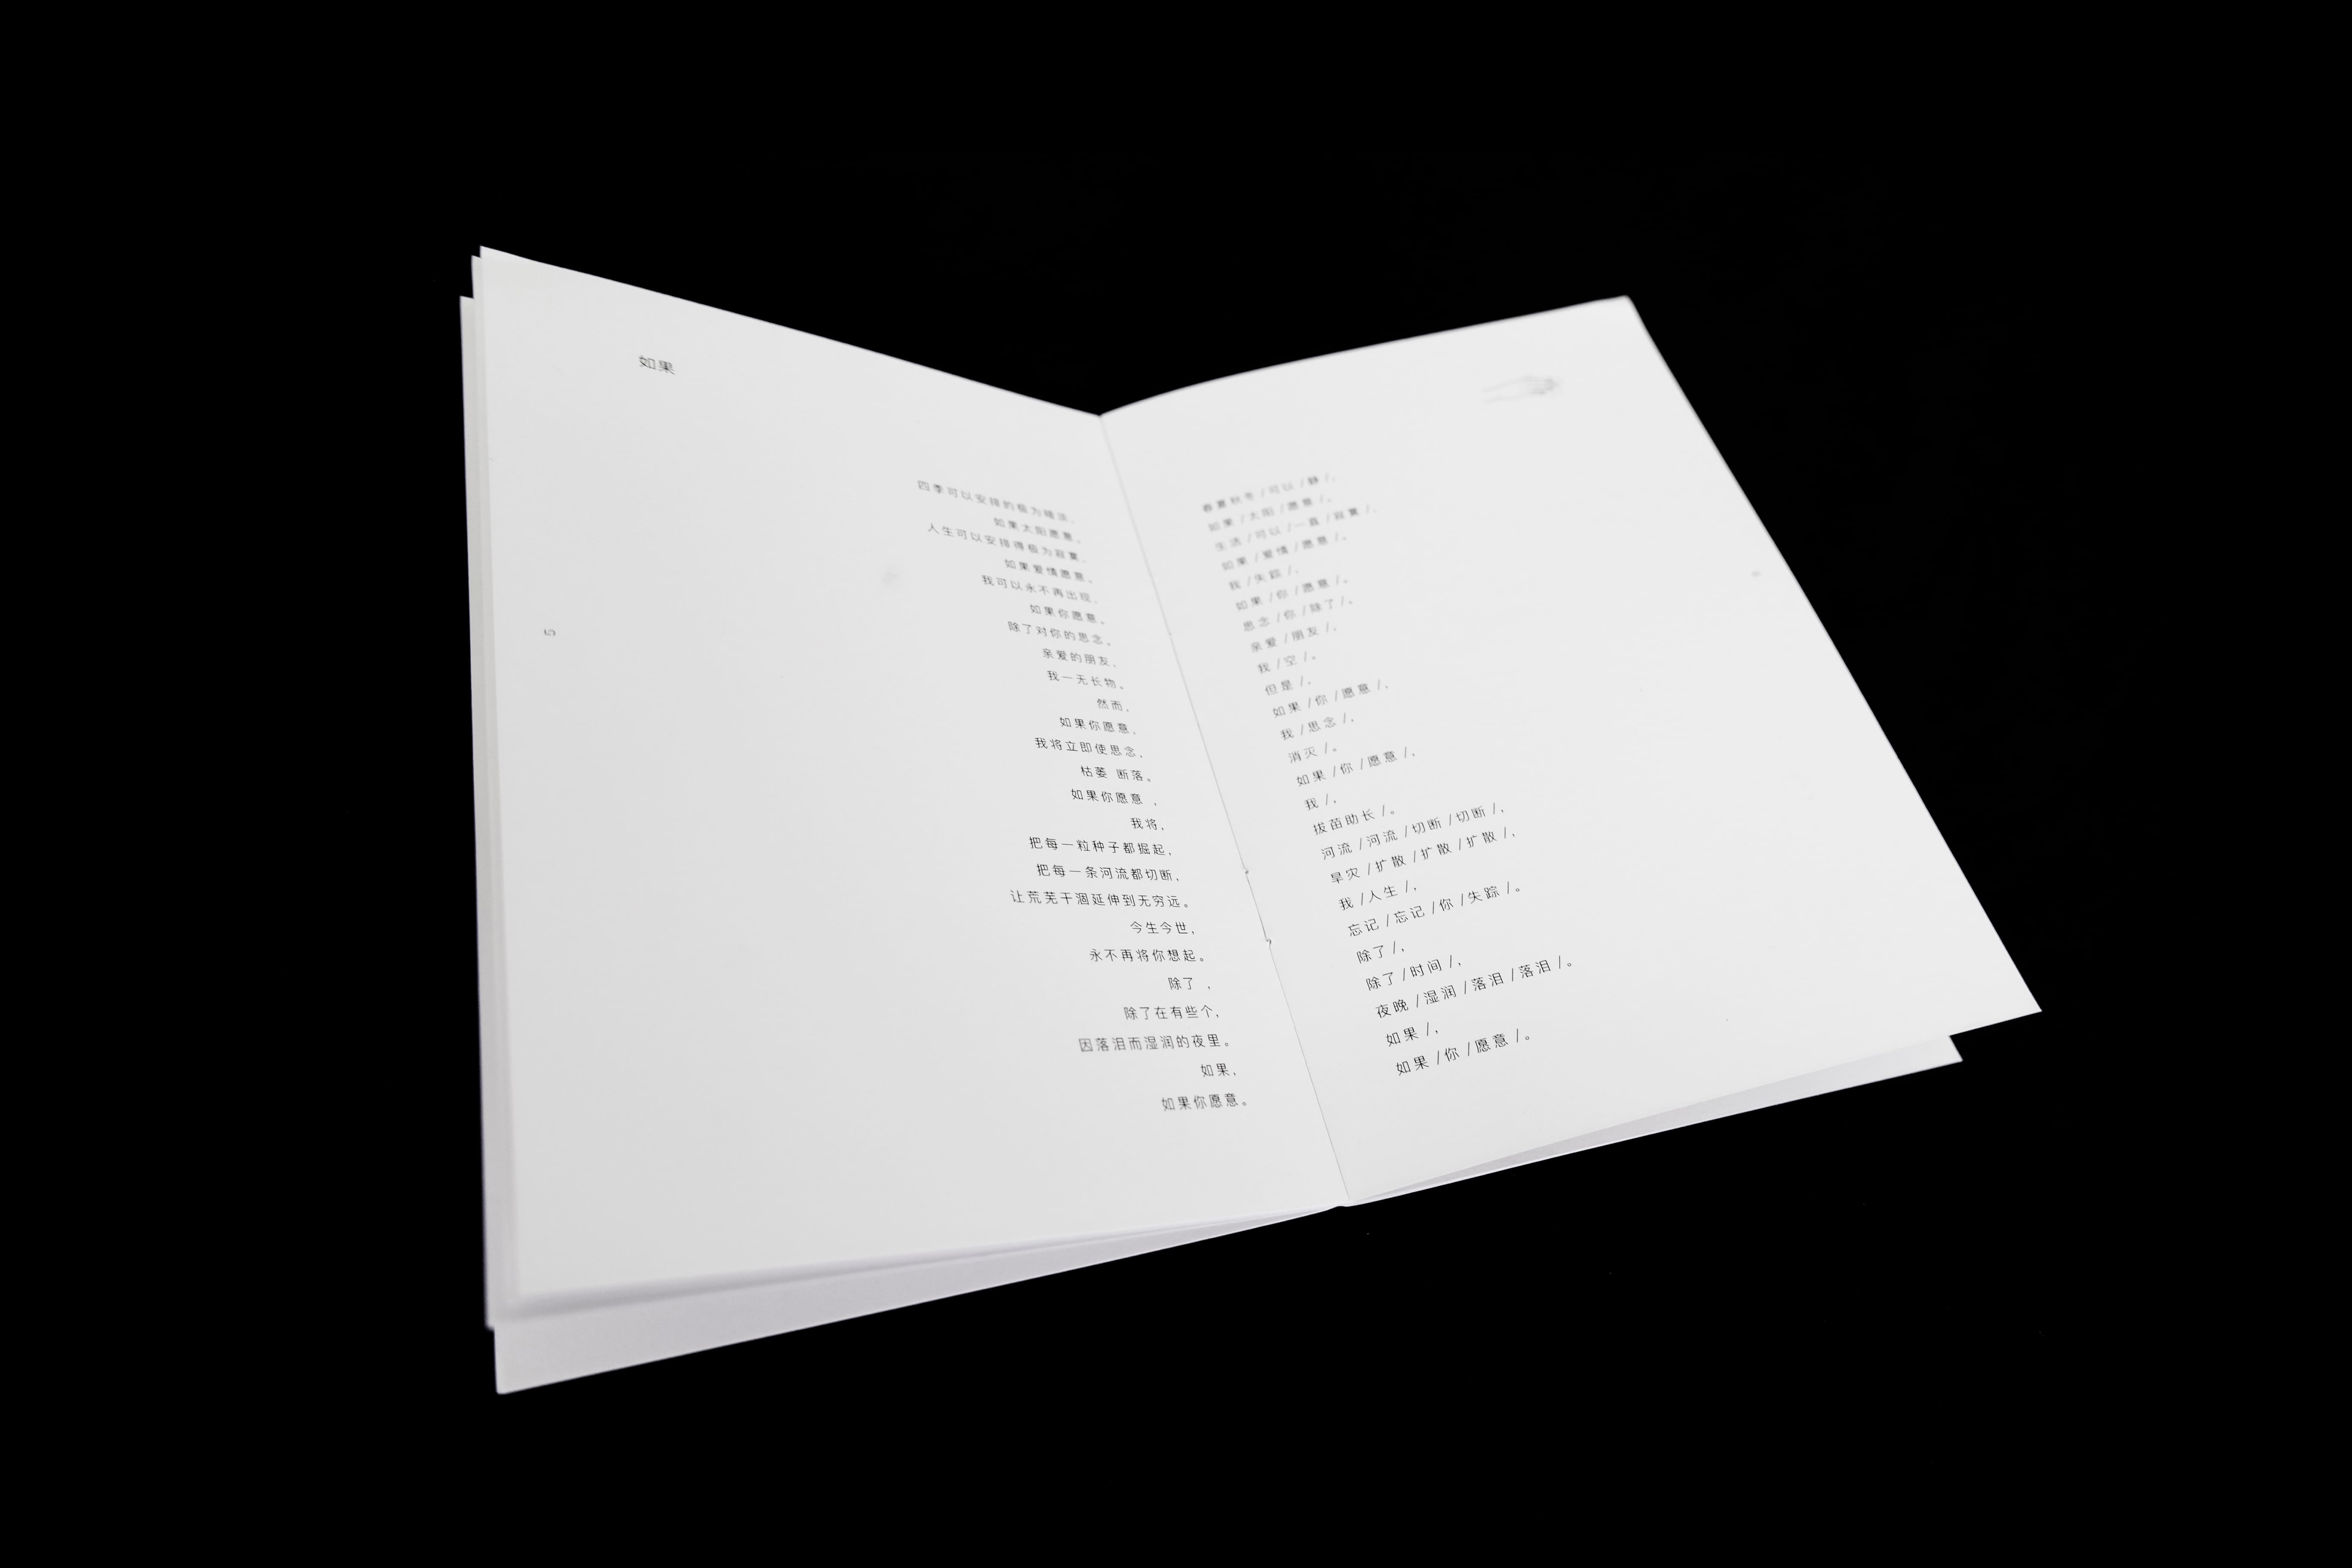 如果
四季可以安排的极为暗淡，
如果太阳愿意。
人生可以安排得极为寂寞，
如果爱情愿意。
我可以永不再出现，
如果你愿意。
除了对你的思念。
亲爱的朋友，
我一无长物。
然而，
如果你愿意，
我将立即使思念，
枯萎 断落。
如果你愿意 ，
我将，
把每一粒种子都掘起，
把每一条河流都切断，
让荒芜干涸延伸到无穷远。
今生今世，
永不再将你想起。
除了 ，
除了在有些个，
因落泪而湿润的夜里。
如果，
如果你愿意。
5
春夏秋冬 / 可以 / 静 /，
如果 / 太阳 / 愿意 /。
生活 / 可以 / 一直 / 寂寞 /，
如果 / 爱情 / 愿意 /。
我 / 失踪 /，
如果 / 你 / 愿意 /。
思念 / 你 / 除了 /。
亲爱 / 朋友 /，
我 / 空 /。
但是 /，
如果 / 你 / 愿意 /，
我 / 思念 /，
消灭 /。
如果 / 你 / 愿意 /，
我 /，
拔苗助长 /。
河流 / 河流 / 切断 / 切断 /，
旱灾 / 扩散 / 扩散 / 扩散 /，
我 / 人生 /，
忘记 / 忘记 / 你 / 失踪 /。
除了 /，
除了 / 时间 /，
夜晚 / 湿润 / 落泪 / 落泪 /。
如果 /，
如果 / 你 / 愿意 /。